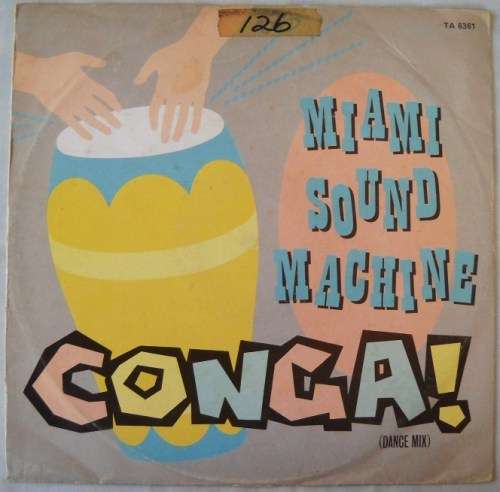 126
TA 6361
MIAMI
SOUND
MACHINE
CONGA!
(DANCE MIX)